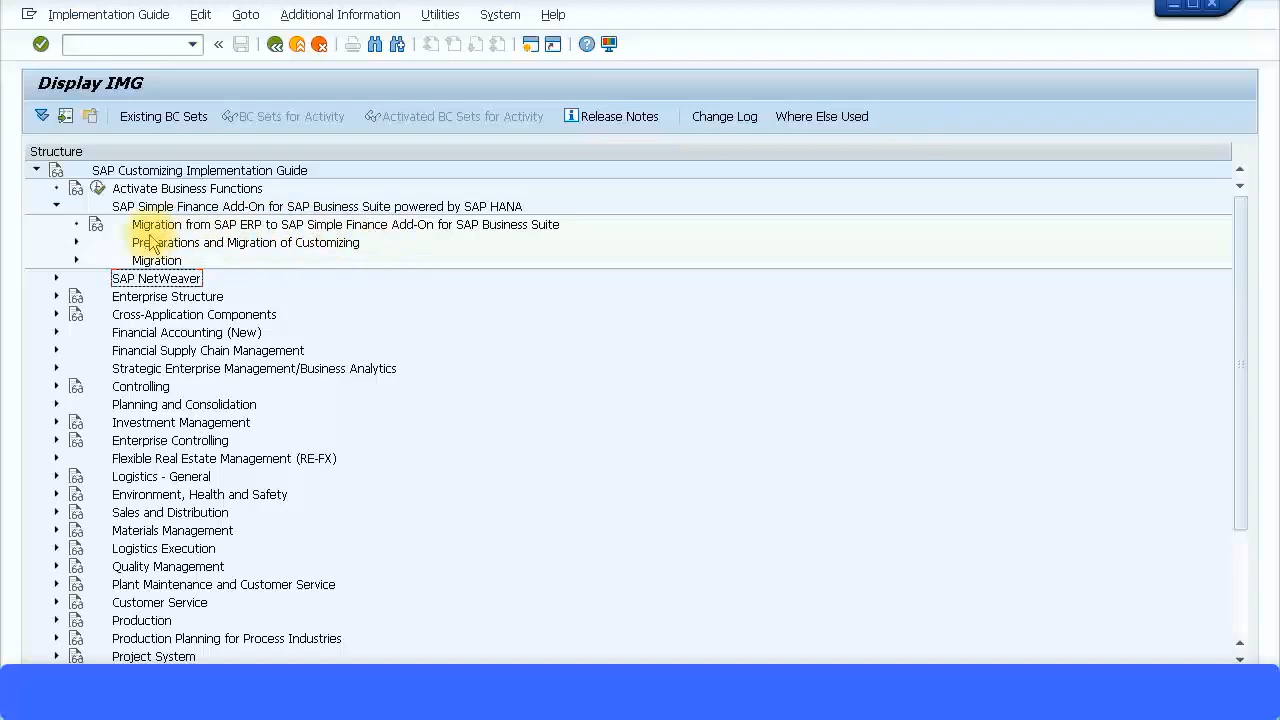 Implementation Guide Edit Goto Additional Information Utilities System Help
Display IMG
Existing BC Sets BC Sets for Activity Activated BC Sets for Activity Release Notes Change Log Where Else Used
Structure
SAP Customizing Implementation Guide
Activate Business Functions
SAP Simple Finance Add-On for SAP Business Suite powered by SAP HANA
Migration from SAP ERP to SAP Simple Finance Add-On for SAP Business Suite
Preparations and Migration of Customizing
Migration
SAP NetWeaver
Enterprise Structure
Cross-Application Components
Financial Accounting (New)
Financial Supply Chain Management
Strategic Enterprise Management/Business Analytics
Controlling
Planning and Consolidation
Investment Management
Enterprise Controlling
Flexible Real Estate Management (RE-FX)
Logistics - General
Environment, Health and Safety
Sales and Distribution
Materials Management
Logistics Execution
Quality Management
Plant Maintenance and Customer Service
Customer Service
Production
Production Planning for Process Industries
Project System